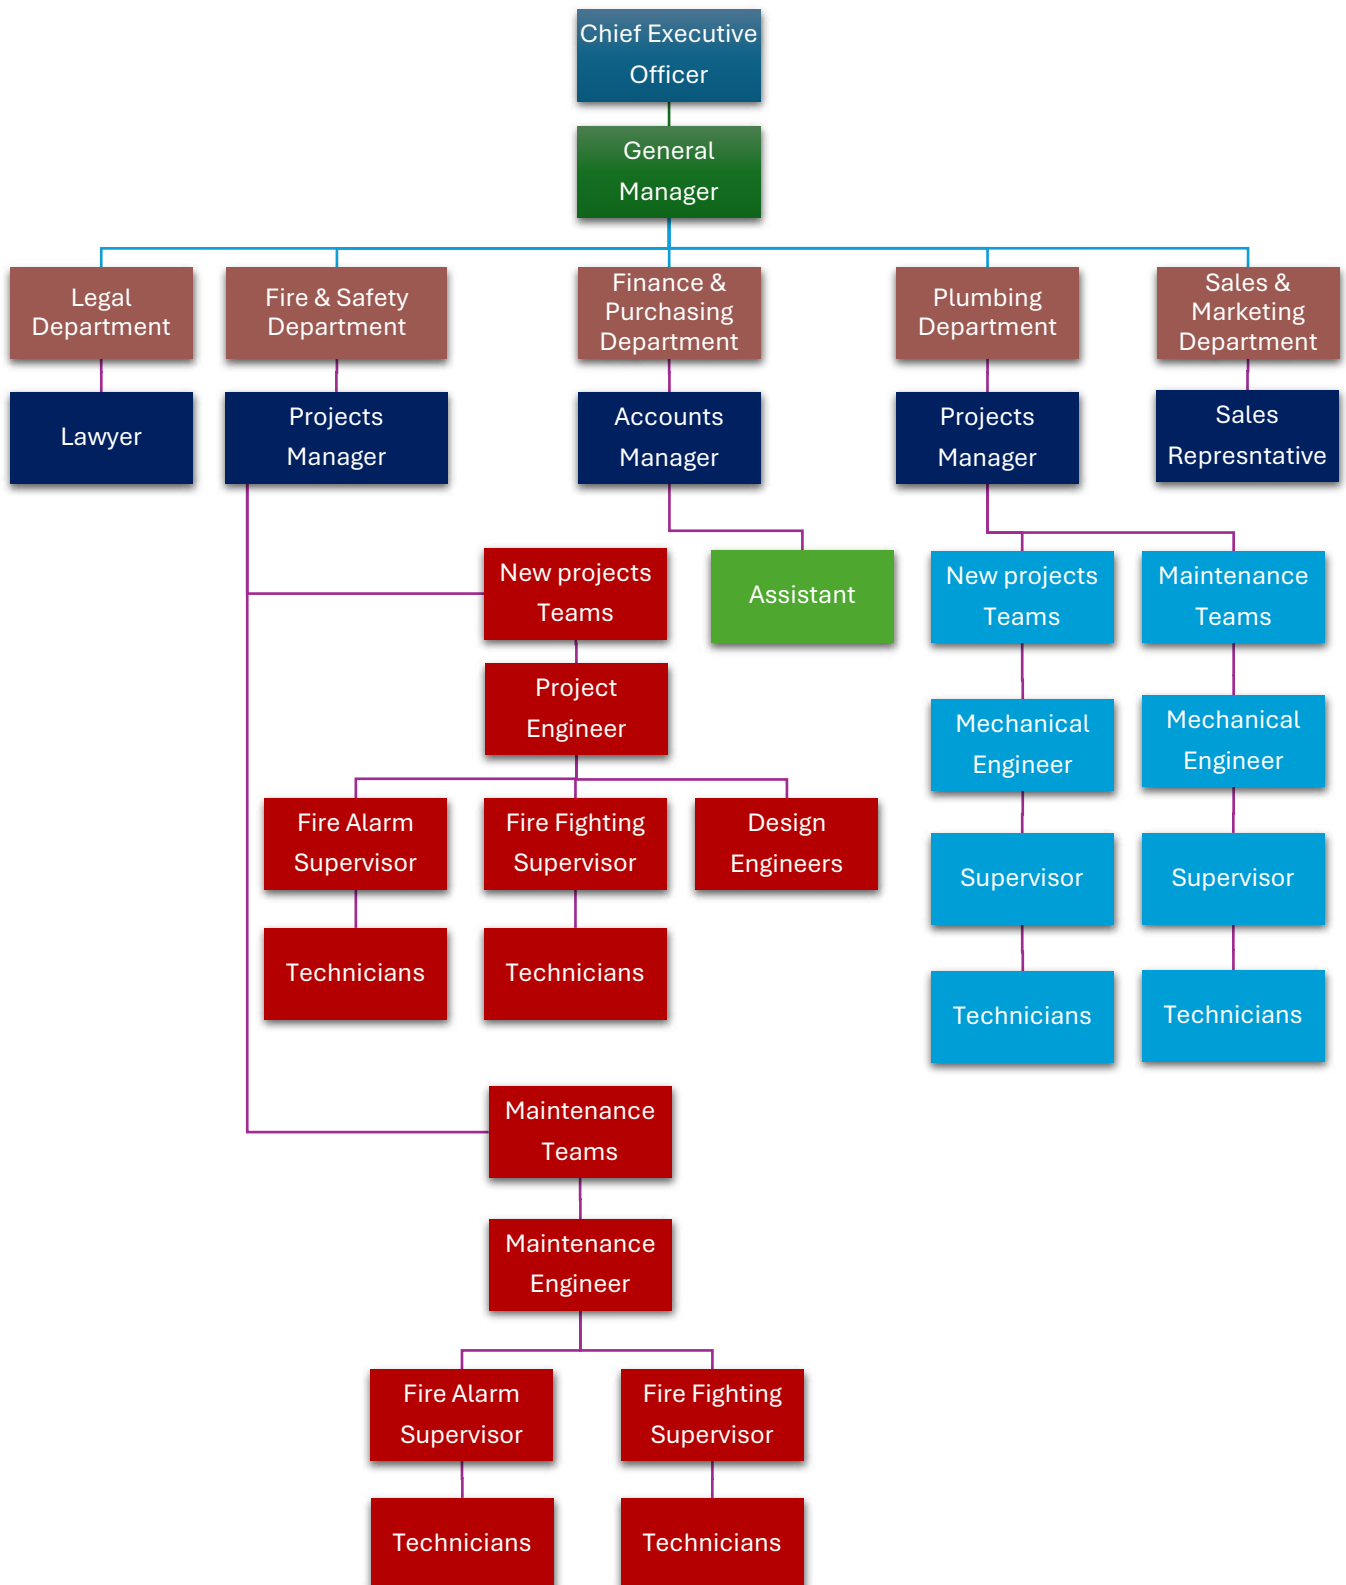 Chief Executive
Officer
General
Manager
Legal
Department
Fire & Safety
Department
Finance &
Purchasing
Department
Plumbing
Department
Sales &
Marketing
Department
Lawyer
Projects
Manager
Accounts
Manager
Projects
Manager
Sales
Represntative
New projects
Teams
Assistant
New projects
Teams
Maintenance
Teams
Project
Engineer
Mechanical
Engineer
Mechanical
Engineer
Fire Alarm
Supervisor
Fire Fighting
Supervisor
Design
Engineers
Supervisor
Supervisor
Technicians
Technicians
Technicians
Technicians
Maintenance
Teams
Maintenance
Engineer
Fire Alarm
Supervisor
Fire Fighting
Supervisor
Technicians
Technicians